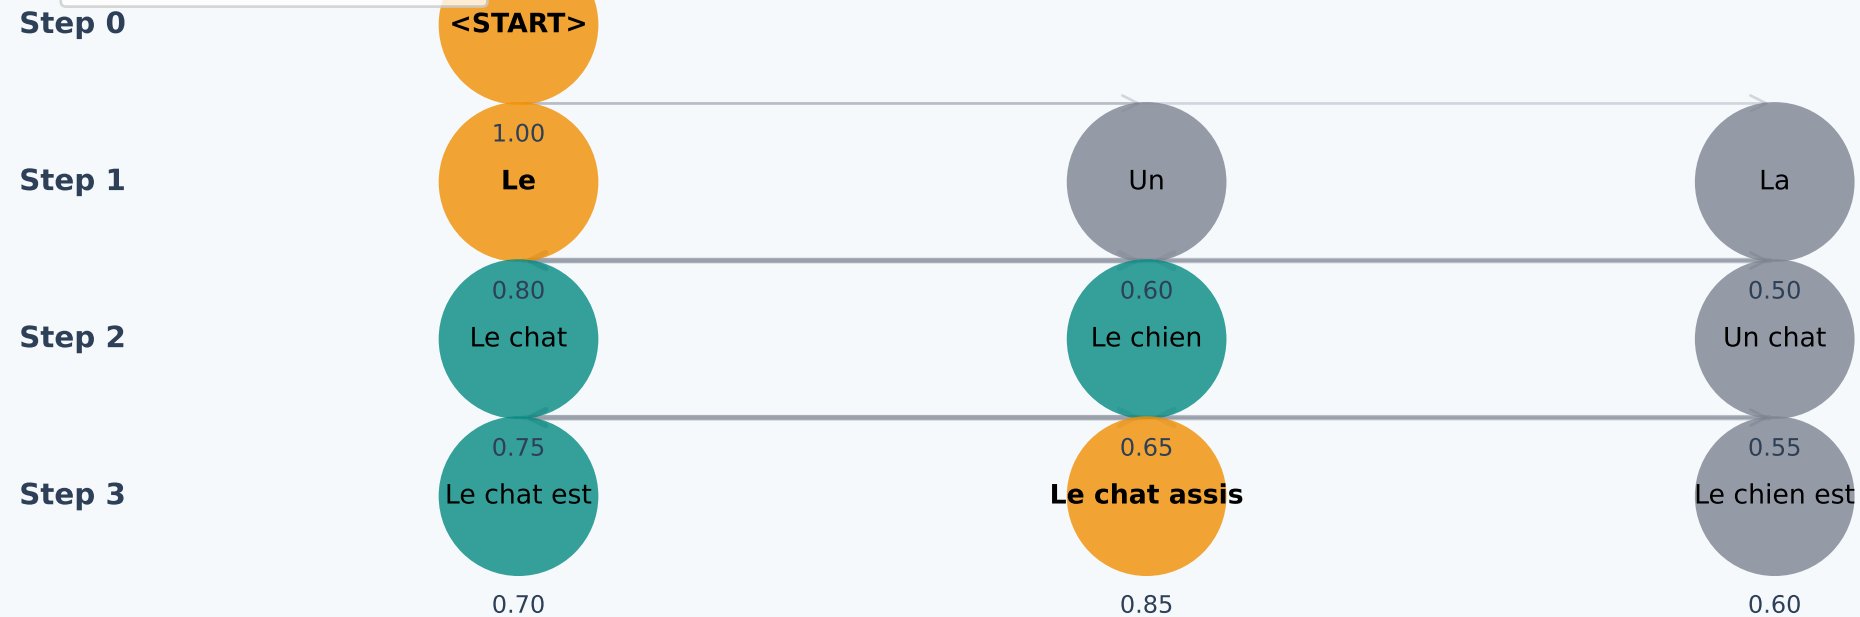 Step 0
<START>
1.00
Step 1
Le
Un
La
0.80
0.60
0.50
Step 2
Le chat
Le chien
Un chat
0.75
0.65
0.55
Step 3
Le chat est
Le chat assis
Le chien est
0.70
0.85
0.60